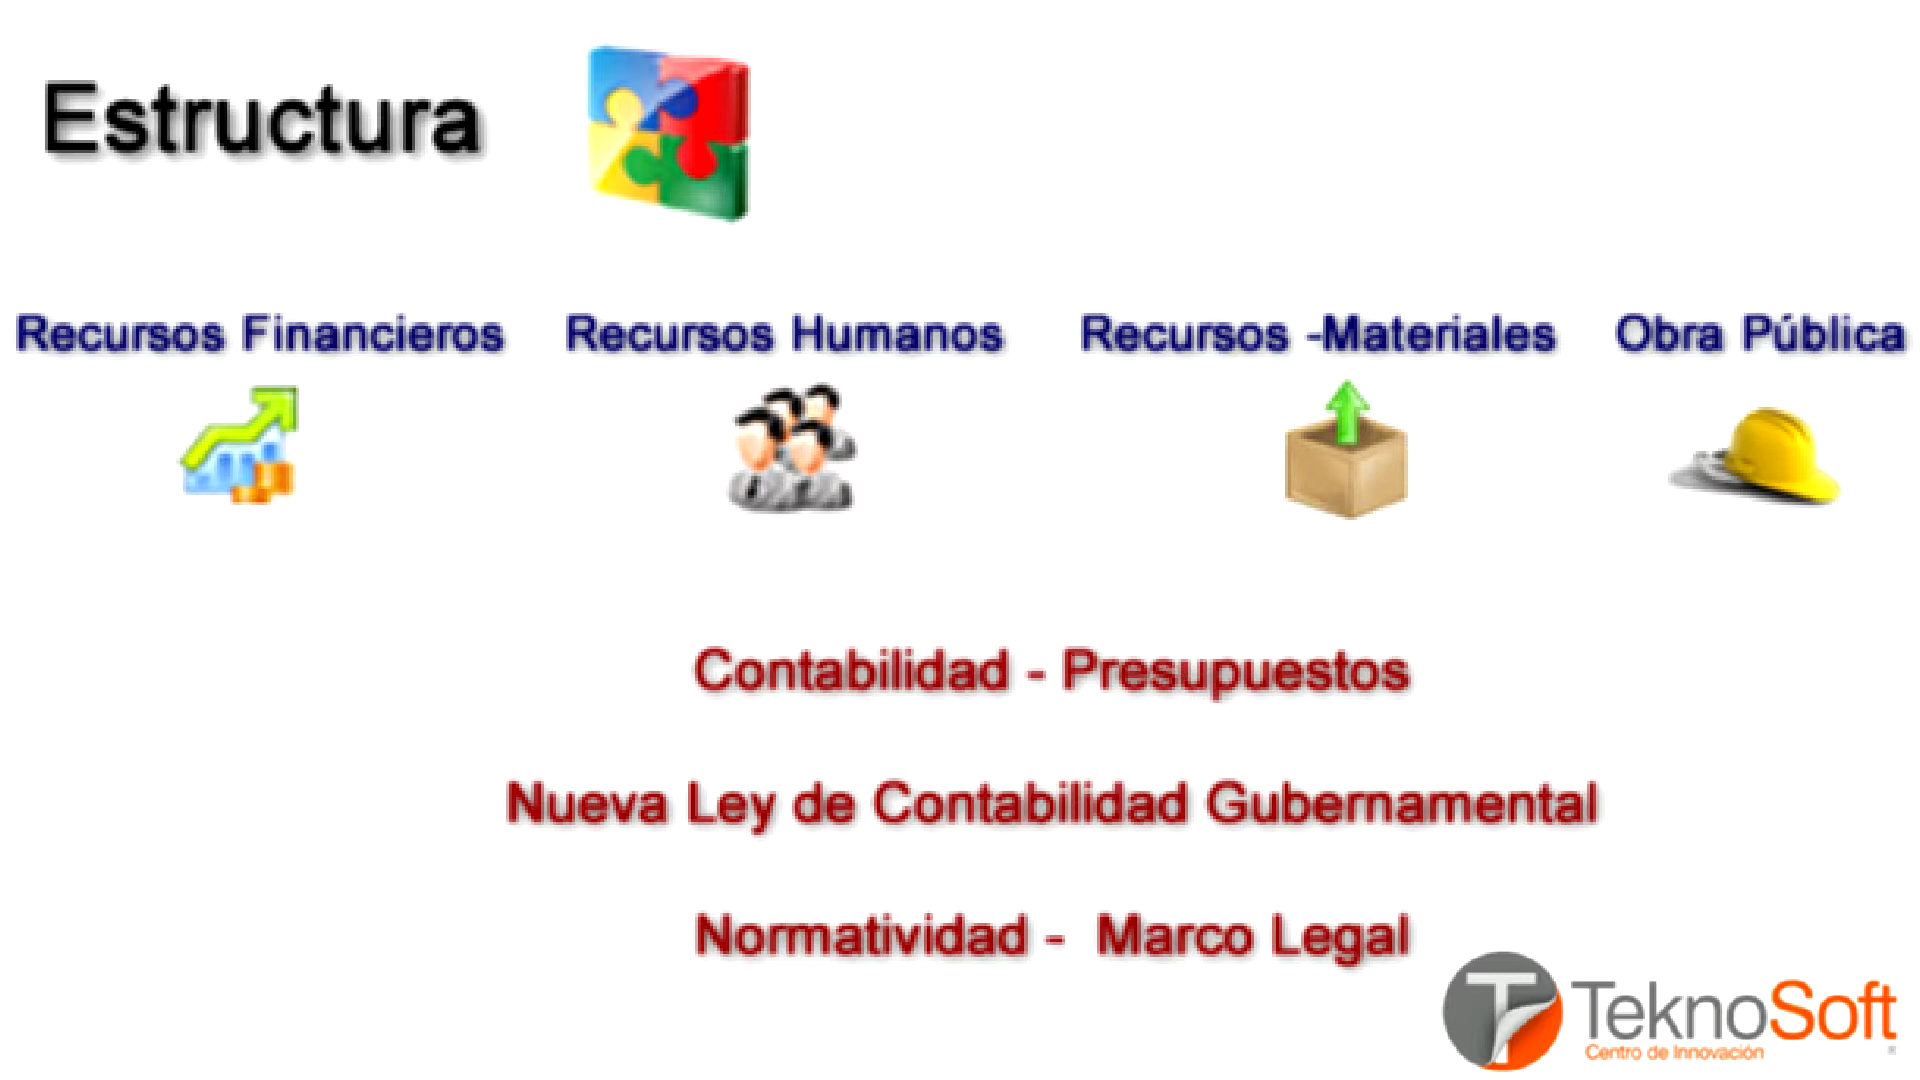 Estructura
Recursos Financieros
Recursos Humanos
Recursos -Materiales
Obra Pública
Contabilidad - Presupuestos
Nueva Ley de Contabilidad Gubernamental
Normatividad - Marco Legal
TeknoSoft
Centro de Innovación